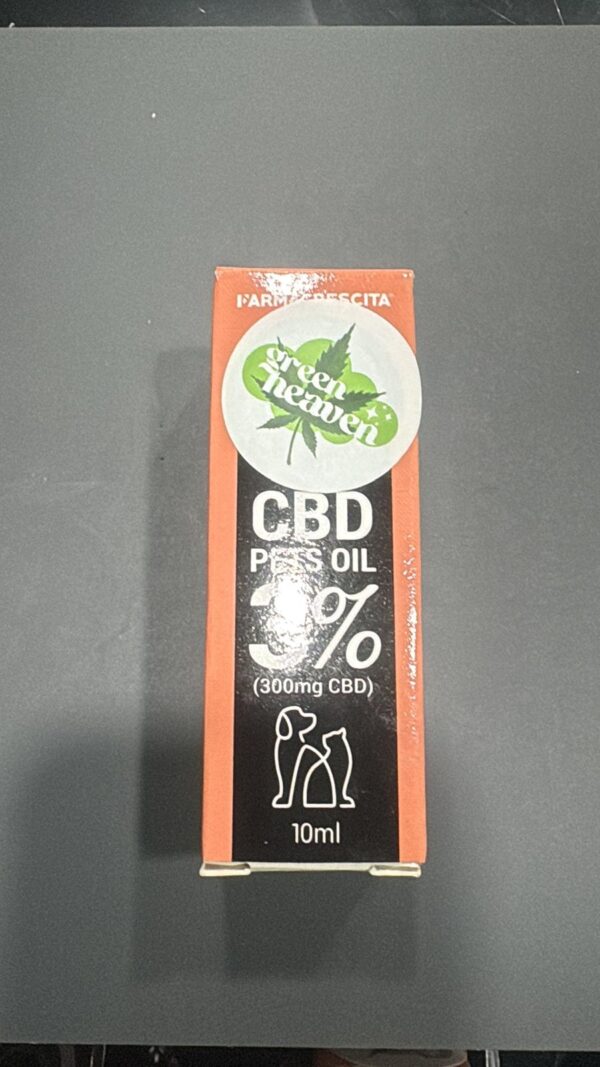 FARMACRESCITA
green
heaven
CBD
PETS OIL
3%
(300mg CBD)
10ml